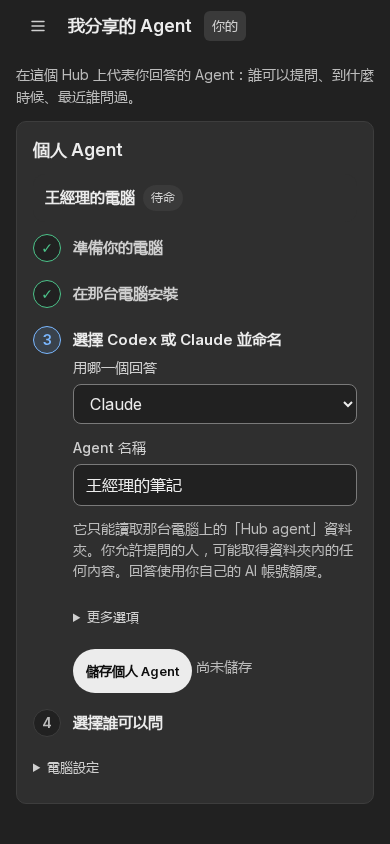 我分享的 Agent 你的
在這個 Hub 上代表你回答的 Agent：誰可以提問、到什麼
時候、最近誰問過。
個人 Agent
王經理的電腦 待命
✓ 準備你的電腦
✓ 在那台電腦安裝
3 選擇 Codex 或 Claude 並命名
用哪一個回答
Claude
Agent 名稱
王經理的筆記
它只能讀取那台電腦上的「Hub agent」資料
夾。你允許提問的人，可能取得資料夾內的任
何內容。回答使用你自己的 AI 帳號額度。
更多選項
儲存個人 Agent 尚未儲存
4 選擇誰可以問
電腦設定